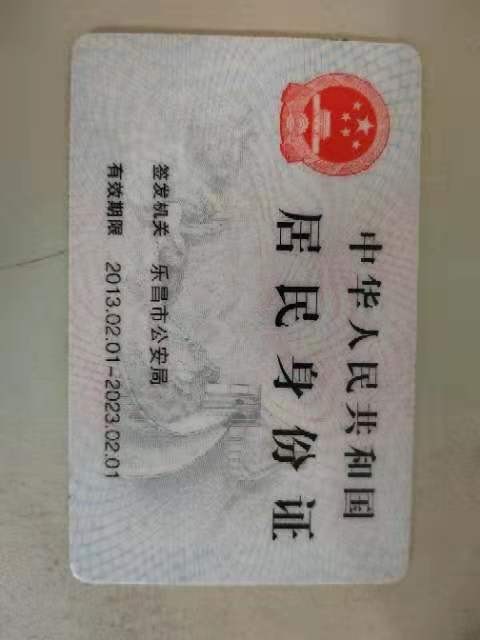 中华人民共和国
居民身份证
签发机关 乐昌市公安局
有效期限 2013.02.01-2023.02.01